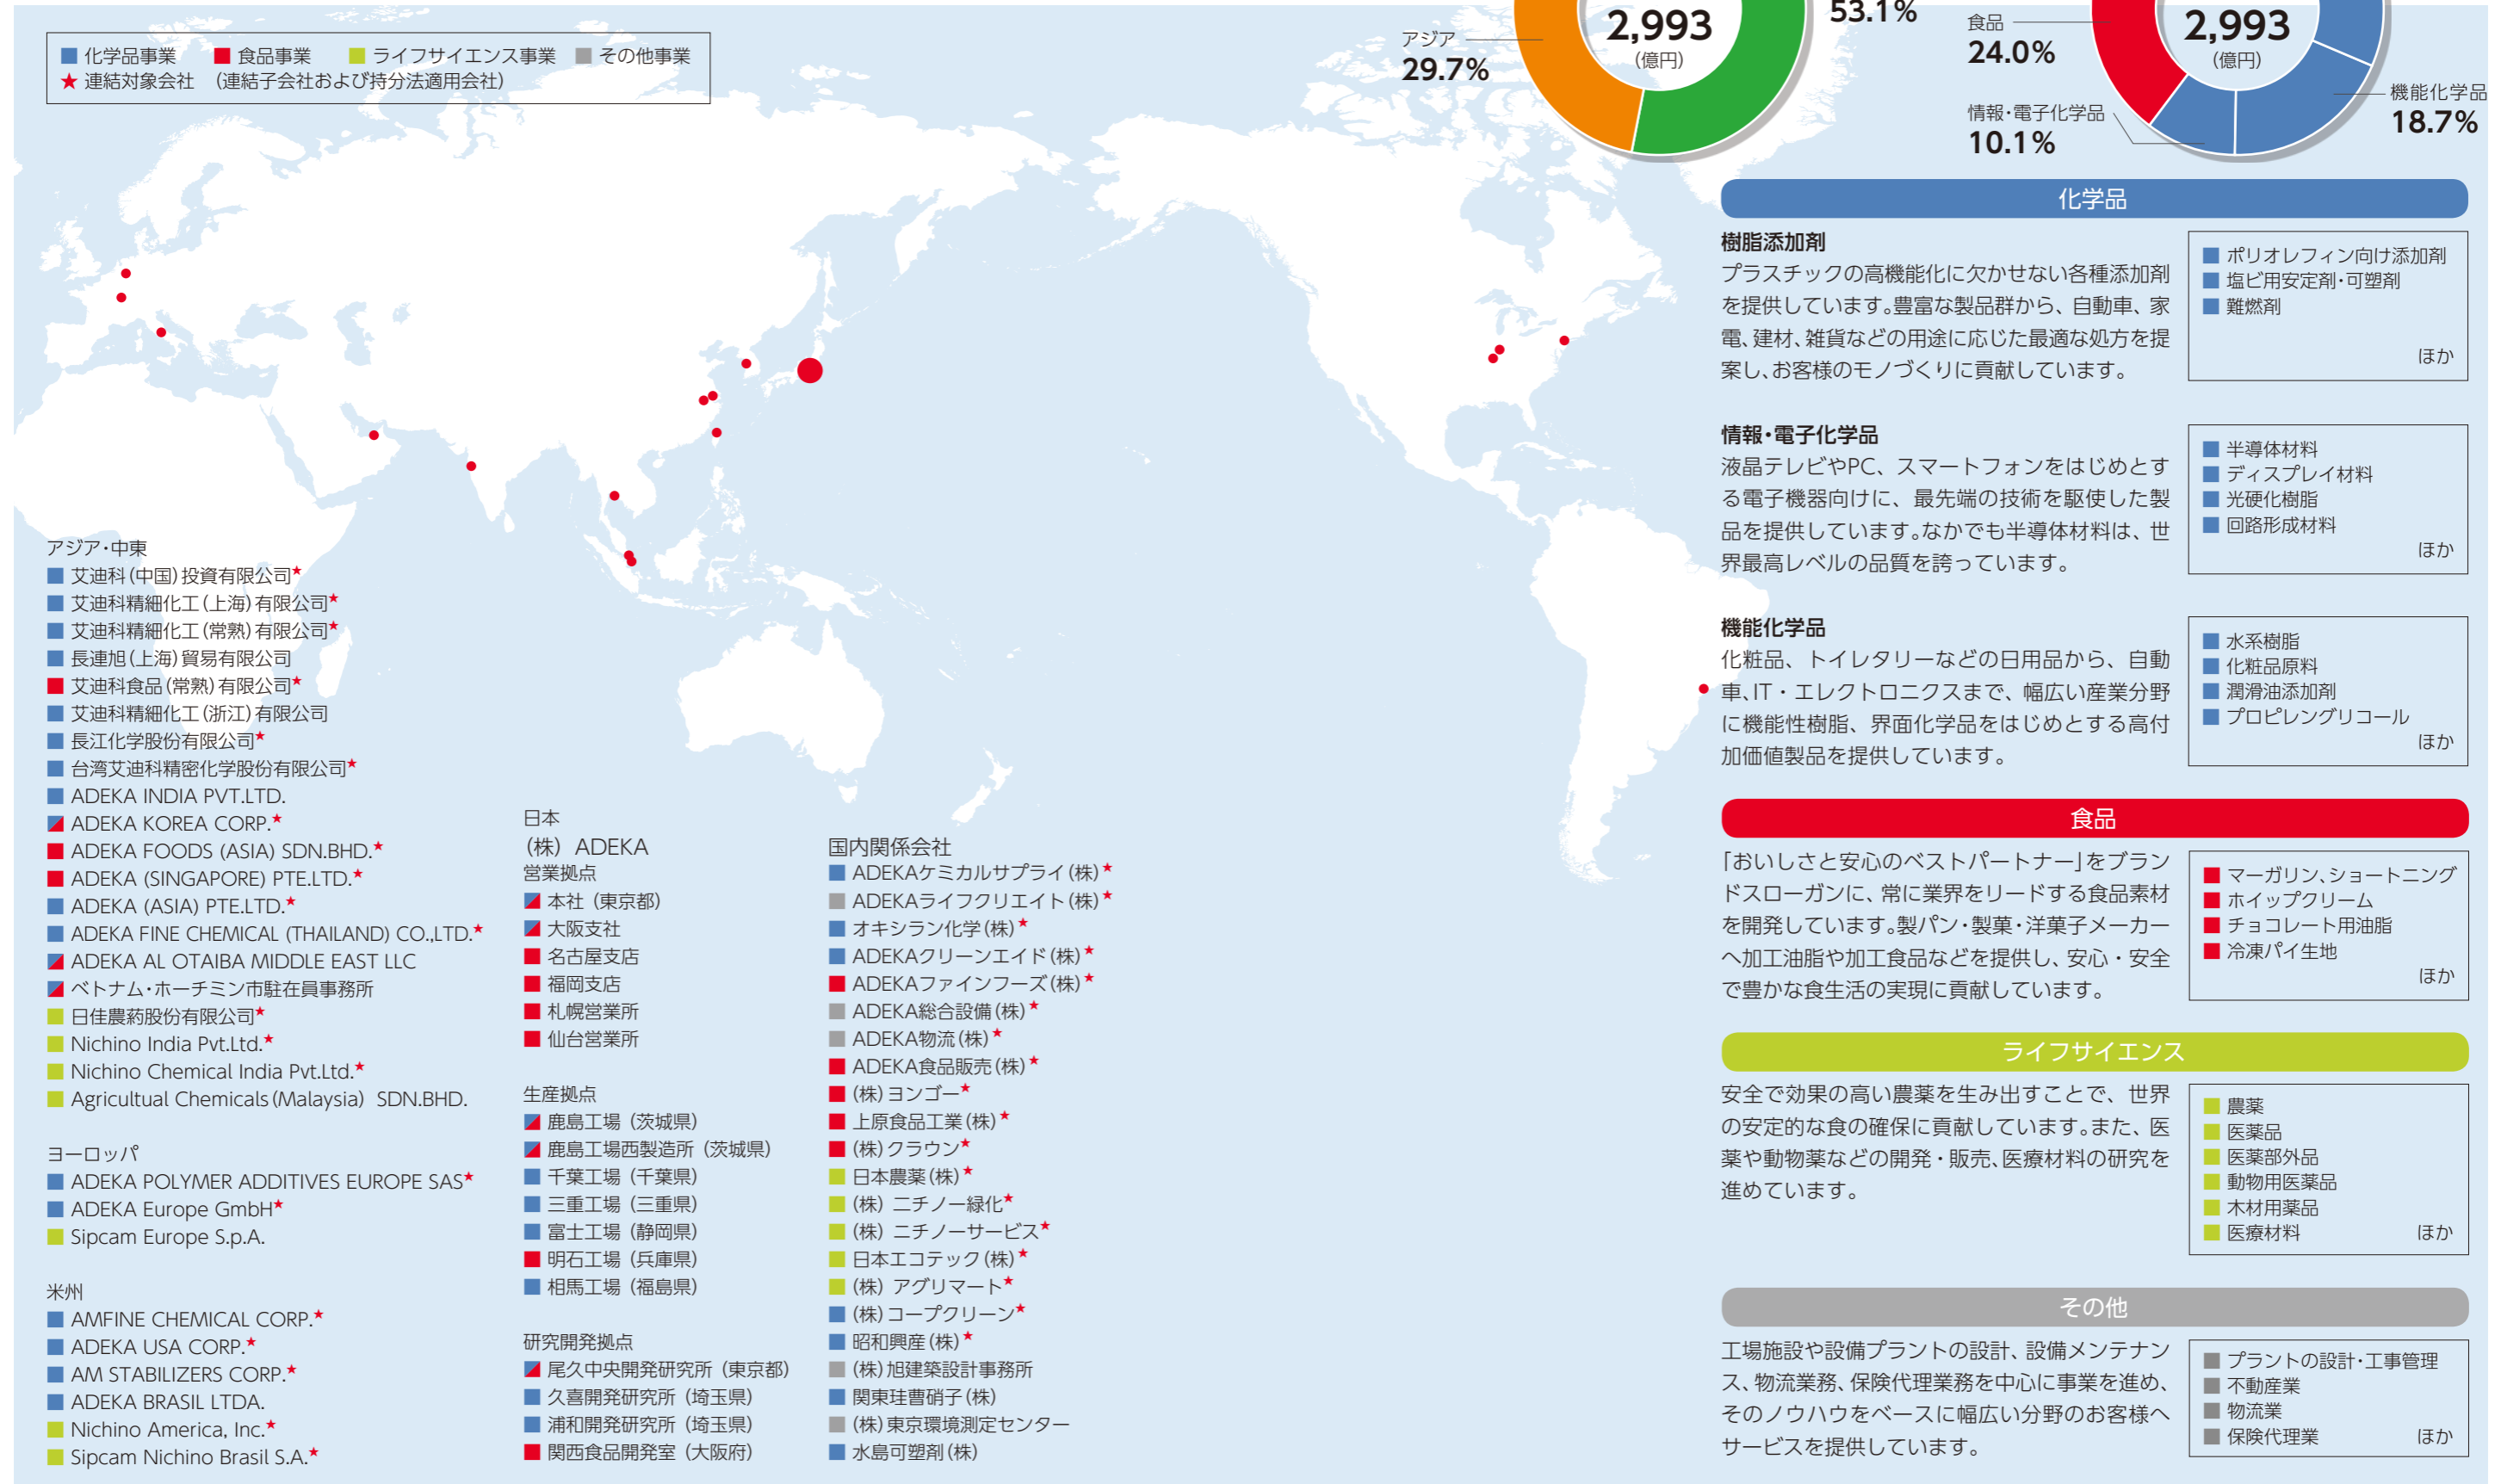 化学品事業 食品事業 ライフサイエンス事業 その他事業
★ 連結対象会社 (連結子会社および持分法適用会社)
アジア
29.7%
2,993
(億円)
53.1%
食品
24.0%
2,993
(億円)
情報・電子化学品
10.1%
機能化学品
18.7%
アジア・中東
艾迪科(中国)投資有限公司★
艾迪科精細化工(上海)有限公司★
艾迪科精細化工(常熟)有限公司★
長連旭(上海)貿易有限公司
艾迪科食品(常熟)有限公司★
艾迪科精細化工(浙江)有限公司
長江化学股份有限公司★
台湾艾迪科精密化学股份有限公司★
ADEKA INDIA PVT.LTD.
ADEKA KOREA CORP.★
ADEKA FOODS (ASIA) SDN.BHD.★
ADEKA (SINGAPORE) PTE.LTD.★
ADEKA (ASIA) PTE.LTD.★
ADEKA FINE CHEMICAL (THAILAND) CO.,LTD.★
ADEKA AL OTAIBA MIDDLE EAST LLC
ベトナム・ホーチミン市駐在員事務所
日佳農葯股份有限公司★
Nichino India Pvt.Ltd.★
Nichino Chemical India Pvt.Ltd.★
Agricultual Chemicals(Malaysia) SDN.BHD.
ヨーロッパ
ADEKA POLYMER ADDITIVES EUROPE SAS★
ADEKA Europe GmbH★
Sipcam Europe S.p.A.
米州
AMFINE CHEMICAL CORP.★
ADEKA USA CORP.★
AM STABILIZERS CORP.★
ADEKA BRASIL LTDA.
Nichino America, Inc.★
Sipcam Nichino Brasil S.A.★
日本
(株) ADEKA
営業拠点
本社 (東京都)
大阪支社
名古屋支店
福岡支店
札幌営業所
仙台営業所
生産拠点
鹿島工場 (茨城県)
鹿島工場西製造所 (茨城県)
千葉工場 (千葉県)
三重工場 (三重県)
富士工場 (静岡県)
明石工場 (兵庫県)
相馬工場 (福島県)
研究開発拠点
尾久中央開発研究所 (東京都)
久喜開発研究所 (埼玉県)
浦和開発研究所 (埼玉県)
関西食品開発室 (大阪府)
国内関係会社
ADEKAケミカルサプライ(株)★
ADEKAライフクリエイト(株)★
オキシラン化学(株)★
ADEKAクリーンエイド(株)★
ADEKAファインフーズ(株)★
ADEKA総合設備(株)★
ADEKA物流(株)★
ADEKA食品販売(株)★
(株)ヨンゴー★
上原食品工業(株)★
(株)クラウン★
日本農薬(株)★
(株) ニチノー緑化★
(株) ニチノーサービス★
日本エコテック(株)★
(株) アグリマート★
(株)コープクリーン★
昭和興産(株)★
(株)旭建築設計事務所
関東珪曹硝子(株)
(株)東京環境測定センター
水島可塑剤(株)
化学品
樹脂添加剤
プラスチックの高機能化に欠かせない各種添加剤
を提供しています。豊富な製品群から、自動車、家
電、建材、雑貨などの用途に応じた最適な処方を提
案し、お客様のモノづくりに貢献しています。
ポリオレフィン向け添加剤
塩ビ用安定剤・可塑剤
難燃剤
ほか
情報・電子化学品
液晶テレビやPC、スマートフォンをはじめとす
る電子機器向けに、最先端の技術を駆使した製
品を提供しています。なかでも半導体材料は、世
界最高レベルの品質を誇っています。
半導体材料
ディスプレイ材料
光硬化樹脂
回路形成材料
ほか
機能化学品
化粧品、トイレタリーなどの日用品から、自動
車、IT・エレクトロニクスまで、幅広い産業分野
に機能性樹脂、界面化学品をはじめとする高付
加価値製品を提供しています。
水系樹脂
化粧品原料
潤滑油添加剤
プロピレングリコール
ほか
食品
「おいしさと安心のベストパートナー」をブラン
ドスローガンに、常に業界をリードする食品素材
を開発しています。製パン・製菓・洋菓子メーカー
へ加工油脂や加工食品などを提供し、安心・安全
で豊かな食生活の実現に貢献しています。
マーガリン、ショートニング
ホイップクリーム
チョコレート用油脂
冷凍パイ生地
ほか
ライフサイエンス
安全で効果の高い農薬を生み出すことで、世界
の安定的な食の確保に貢献しています。また、医
薬や動物薬などの開発・販売、医療材料の研究を
進めています。
農薬
医薬品
医薬部外品
動物用医薬品
木材用薬品
医療材料 ほか
その他
工場施設や設備プラントの設計、設備メンテナン
ス、物流業務、保険代理業務を中心に事業を進め、
そのノウハウをベースに幅広い分野のお客様へ
サービスを提供しています。
プラントの設計・工事管理
不動産業
物流業
保険代理業 ほか